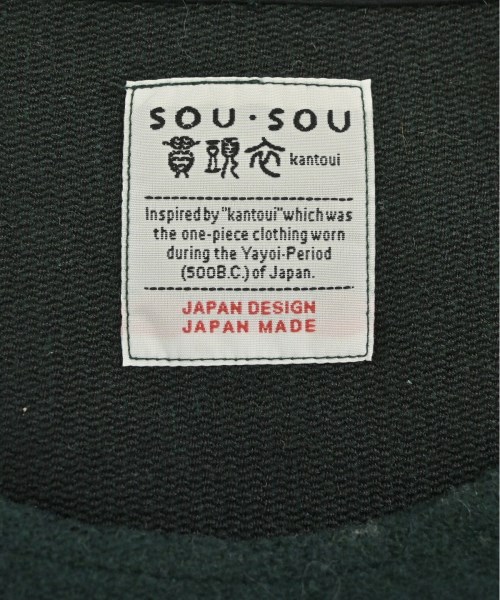 SOU・SOU
貫頭衣 kantoui
Inspired by "kantoui" which was
the one-piece clothing worn
during the Yayoi-Period
(500B.C.) of Japan.
JAPAN DESIGN
JAPAN MADE